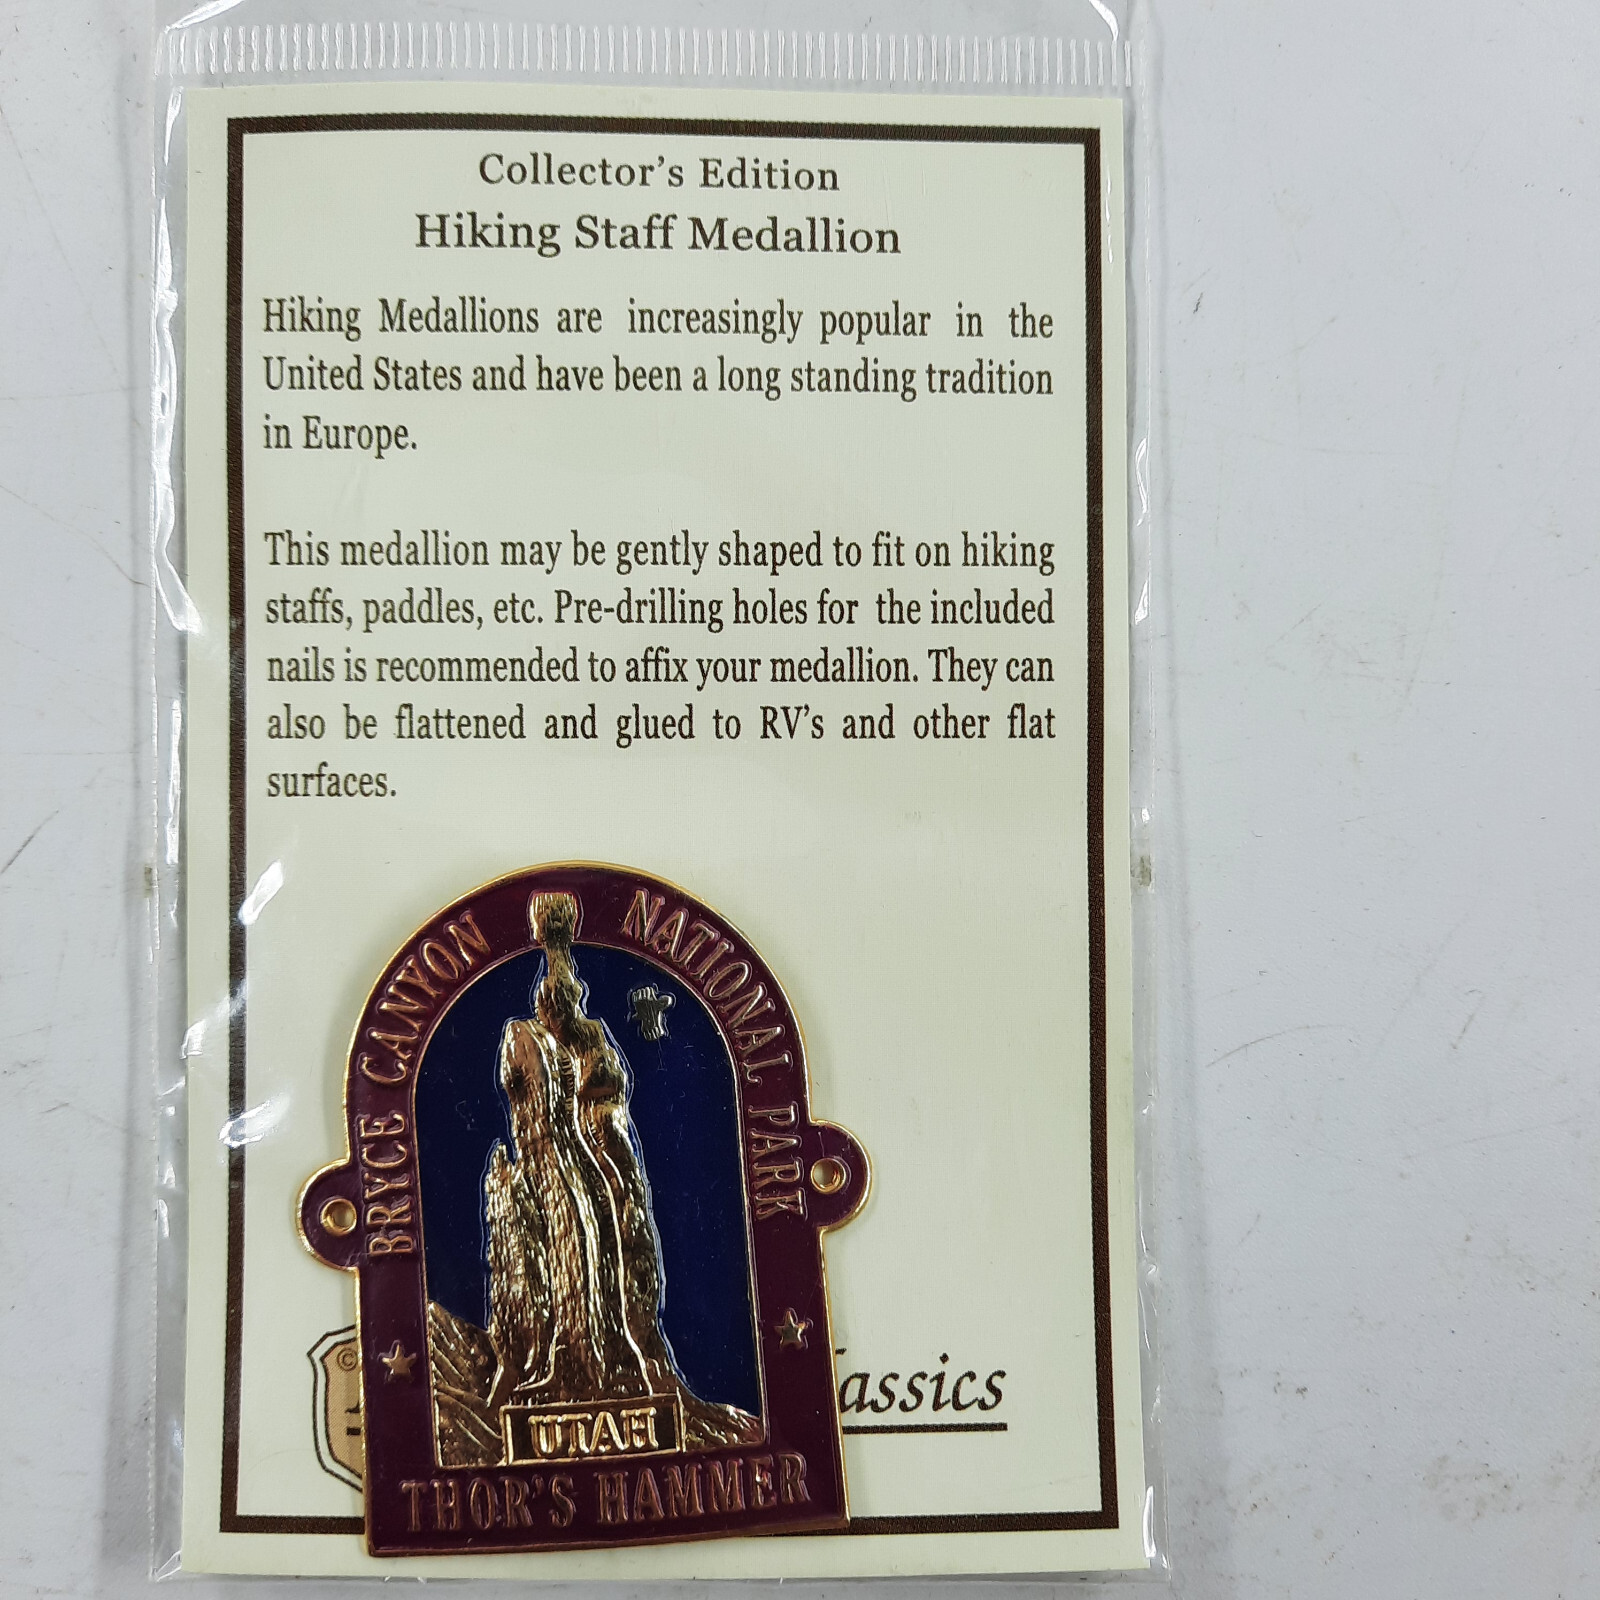 Collector's Edition
Hiking Staff Medallion
Hiking Medallions are increasingly popular in the
United States and have been a long standing tradition
in Europe.
This medallion may be gently shaped to fit on hiking
staffs, paddles, etc. Pre-drilling holes for the included
nails is recommended to affix your medallion. They can
also be flattened and glued to RV's and other flat
surfaces.
BRYCE CANYON NATIONAL PARK
UTAH
THOR'S HAMMER
©
lassics